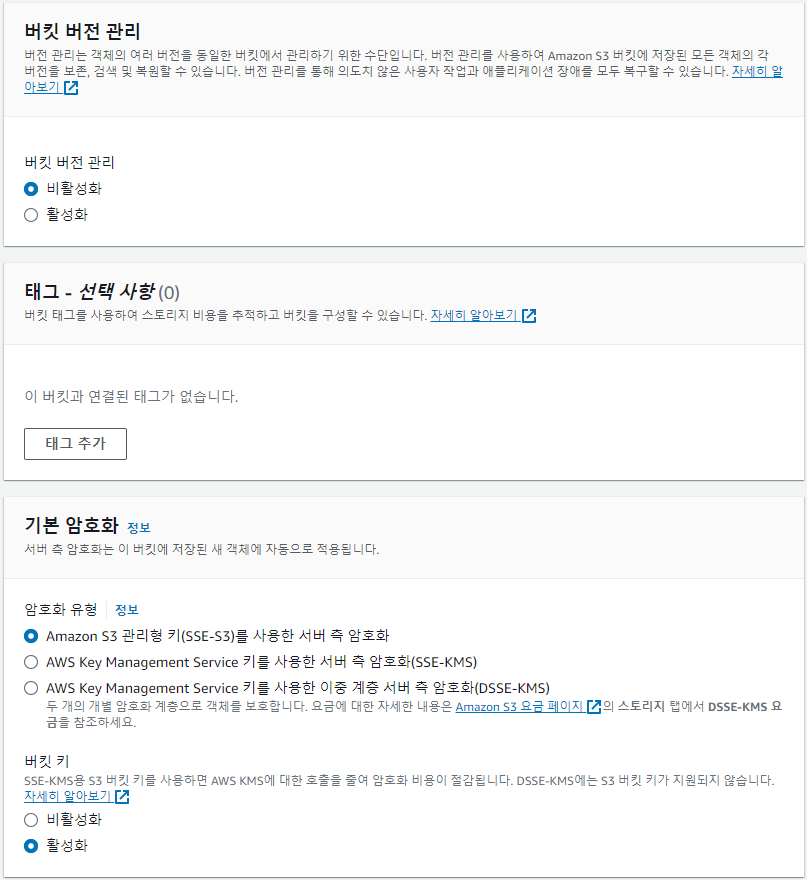 버킷 버전 관리
버전 관리는 객체의 여러 버전을 동일한 버킷에서 관리하기 위한 수단입니다. 버전 관리를 사용하여 Amazon S3 버킷에 저장된 모든 객체의 각
버전을 보존, 검색 및 복원할 수 있습니다. 버전 관리를 통해 의도치 않은 사용자 작업과 애플리케이션 장애를 모두 복구할 수 있습니다. 자세히 알
아보기
버킷 버전 관리
비활성화
활성화
태그 - 선택 사항 (0)
버킷 태그를 사용하여 스토리지 비용을 추적하고 버킷을 구성할 수 있습니다. 자세히 알아보기
이 버킷과 연결된 태그가 없습니다.
태그 추가
기본 암호화 정보
서버 측 암호화는 이 버킷에 저장된 새 객체에 자동으로 적용됩니다.
암호화 유형 정보
Amazon S3 관리형 키(SSE-S3)를 사용한 서버 측 암호화
AWS Key Management Service 키를 사용한 서버 측 암호화(SSE-KMS)
AWS Key Management Service 키를 사용한 이중 계층 서버 측 암호화(DSSE-KMS)
두 개의 개별 암호화 계층으로 객체를 보호합니다. 요금에 대한 자세한 내용은 Amazon S3 요금 페이지의 스토리지 탭에서 DSSE-KMS 요
금을 참조하세요.
버킷 키
SSE-KMS용 S3 버킷 키를 사용하면 AWS KMS에 대한 호출을 줄여 암호화 비용이 절감됩니다. DSSE-KMS에는 S3 버킷 키가 지원되지 않습니다.
자세히 알아보기
비활성화
활성화